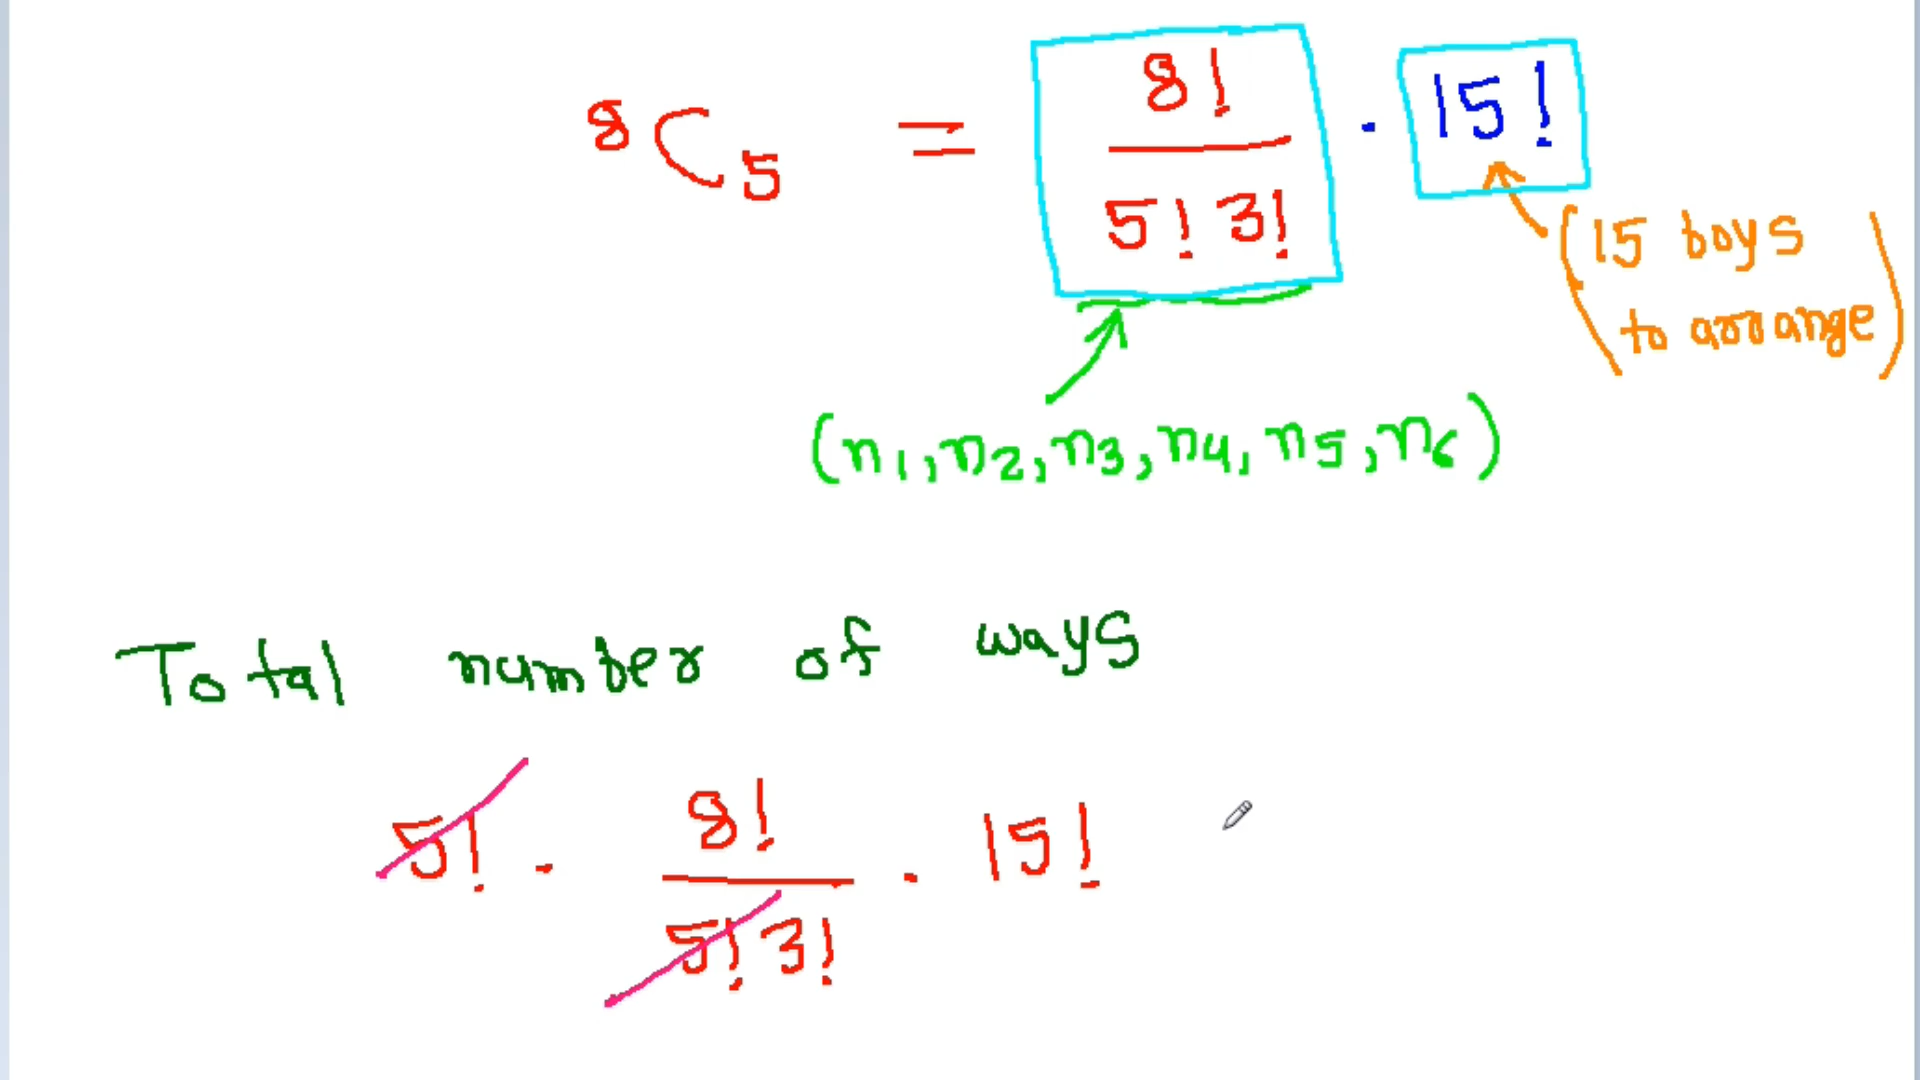 ⁸C₅ = 8! / 5! 3! · 15!
(15 boys
to arrange)
(n₁, n₂, n₃, n₄, n₅, n₆)
Total number of ways
5! · 8! / 5! 3! · 15!